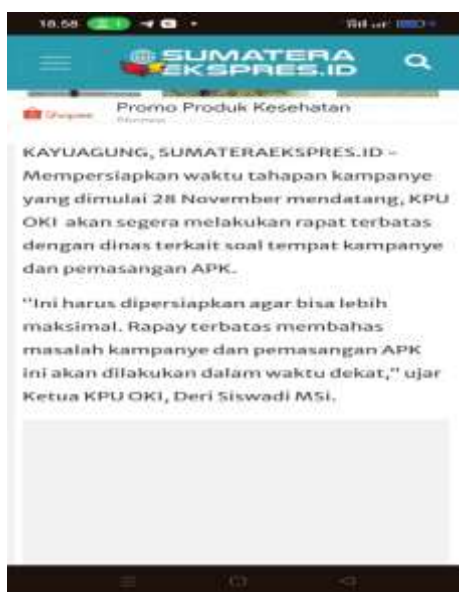 18.58
SUMATERA
EKSPRES.ID
Promo Produk Kesehatan
Shopee
KAYUAGUNG, SUMATERAEKSPRES.ID –
Mempersiapkan waktu tahapan kampanye
yang dimulai 28 November mendatang, KPU
OKI akan segera melakukan rapat terbatas
dengan dinas terkait soal tempat kampanye
dan pemasangan APK.
"Ini harus dipersiapkan agar bisa lebih
maksimal. Rapay terbatas membahas
masalah kampanye dan pemasangan APK
ini akan dilakukan dalam waktu dekat," ujar
Ketua KPU OKI, Deri Siswadi MSi.